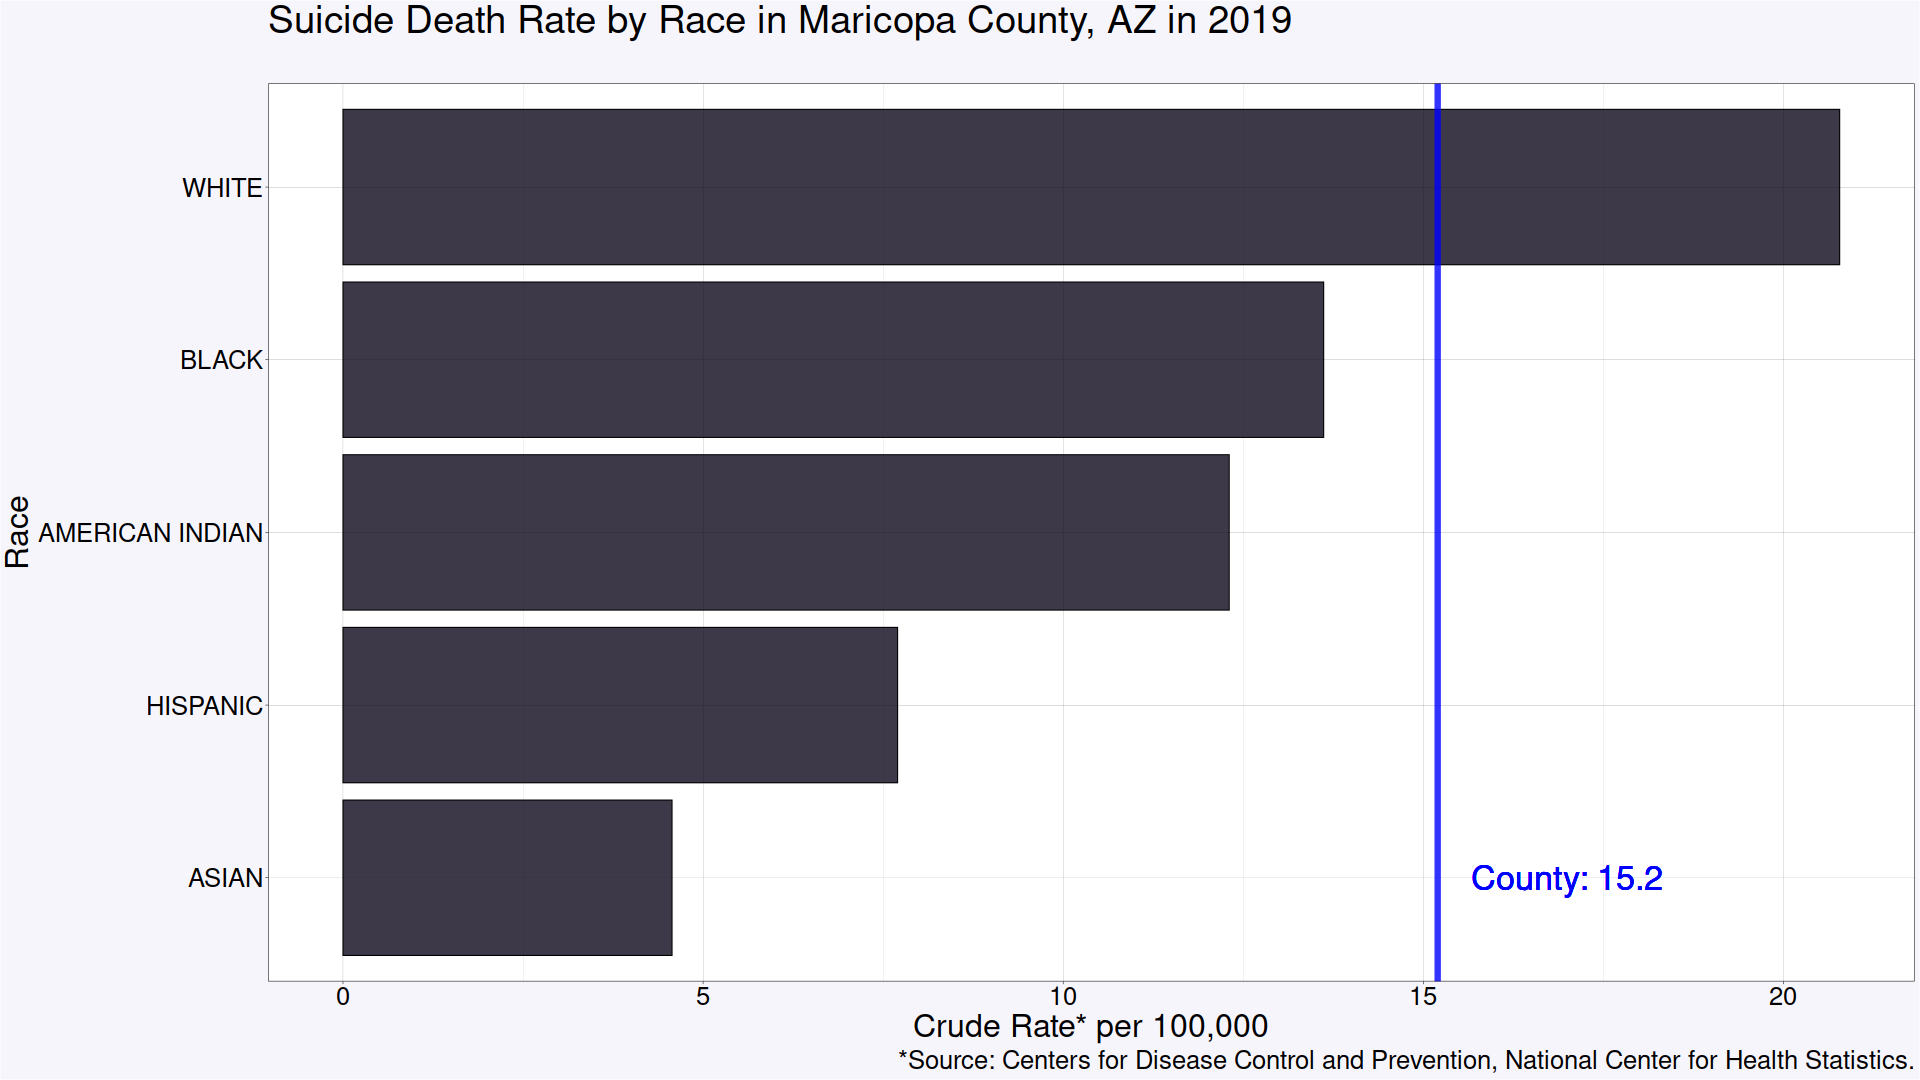 Suicide Death Rate by Race in Maricopa County, AZ in 2019
Race
WHITE
BLACK
AMERICAN INDIAN
HISPANIC
ASIAN
County: 15.2
0 5 10 15 20
Crude Rate* per 100,000
*Source: Centers for Disease Control and Prevention, National Center for Health Statistics.